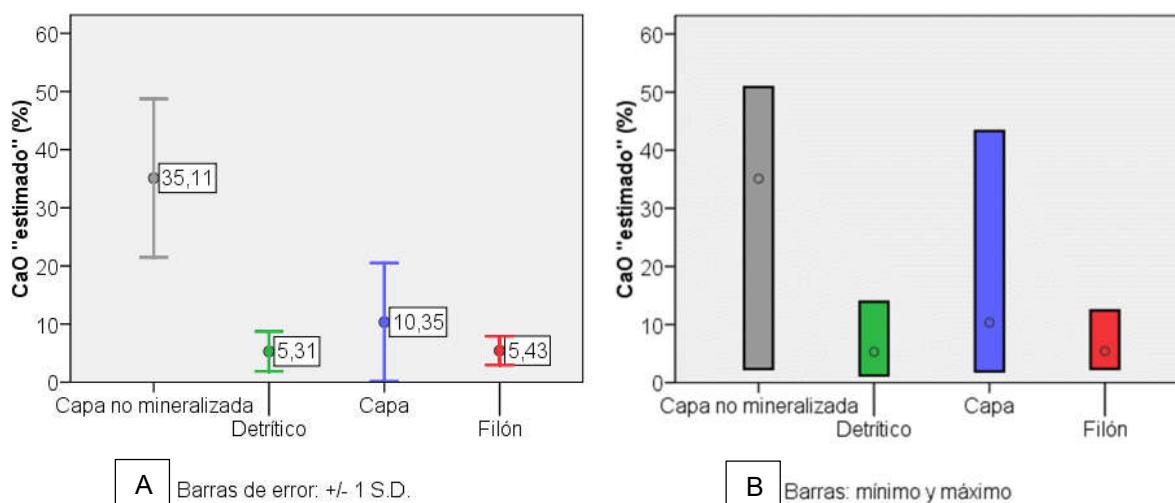 CaO "estimado" (%)
60
50
40
30
20
10
0
35,11
5,31
10,35
5,43
Capa no mineralizada
Detrítico
Capa
Filón
A Barras de error: +/- 1 S.D.
CaO "estimado" (%)
60
50
40
30
20
10
0
Capa no mineralizada
Detrítico
Capa
Filón
B Barras: mínimo y máximo